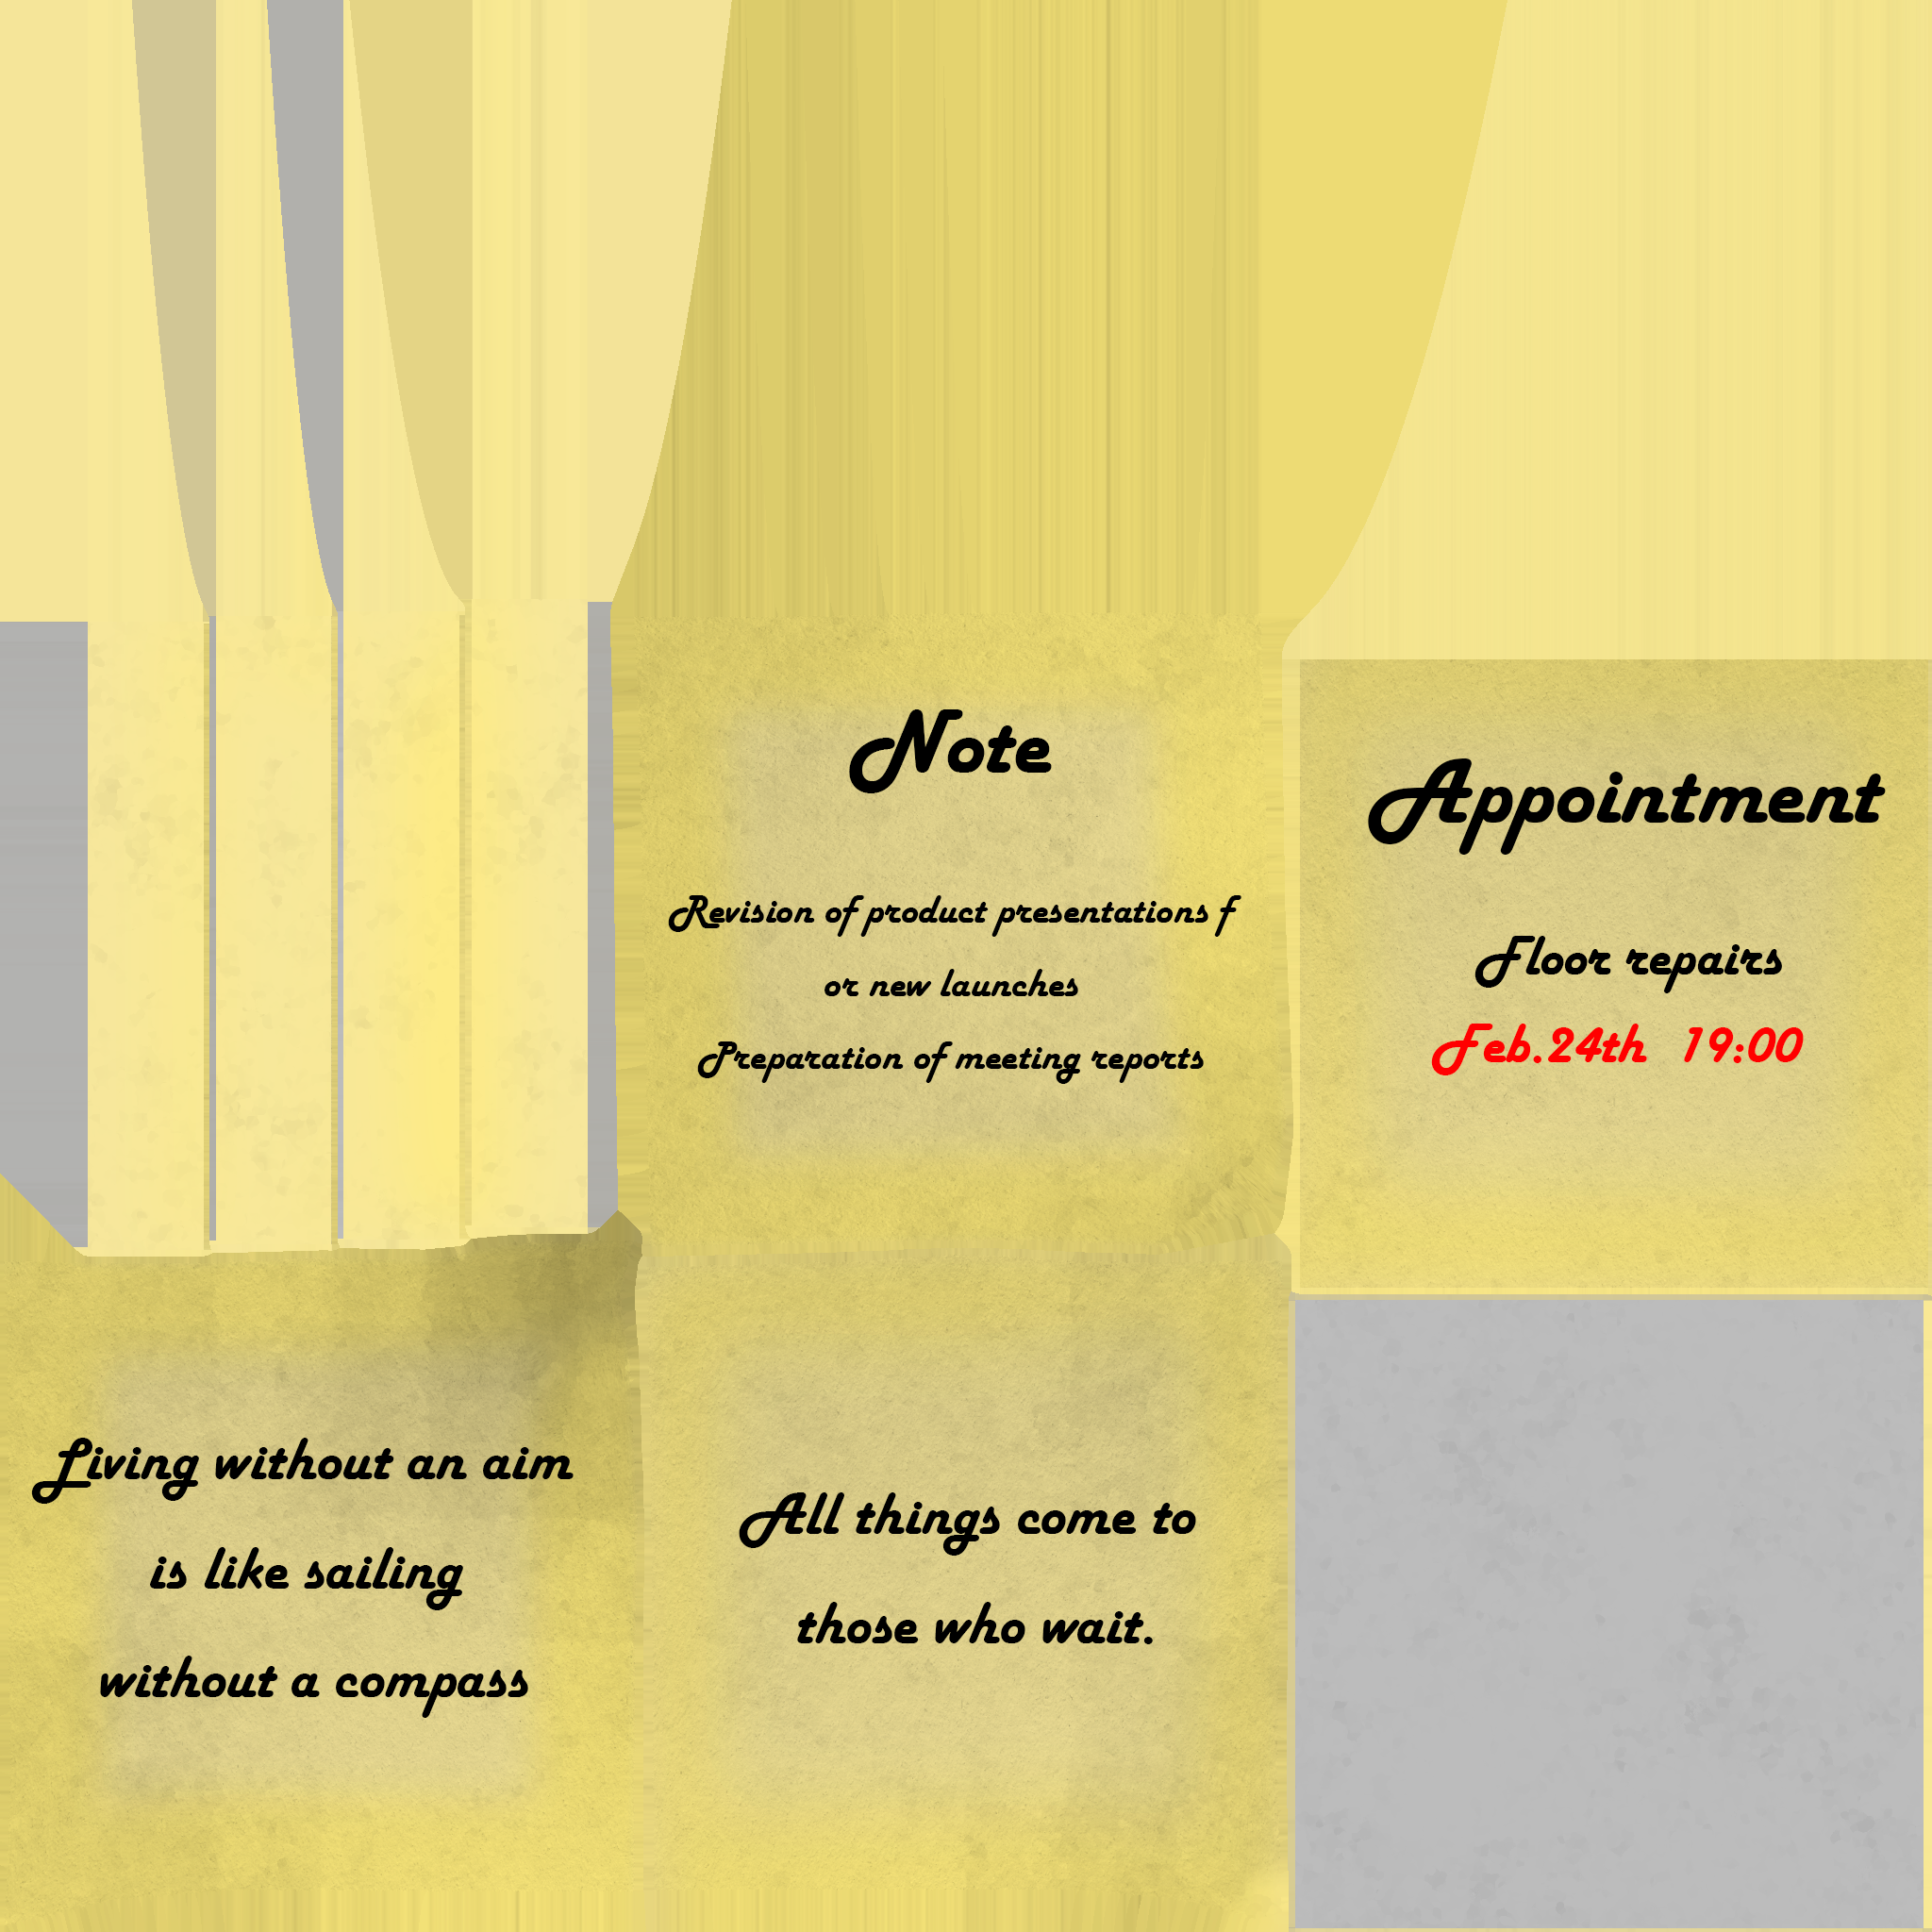 Note
Revision of product presentations f
or new launches
Preparation of meeting reports
Appointment
Floor repairs
Feb.24th 19:00
Living without an aim
is like sailing
without a compass
All things come to
those who wait.